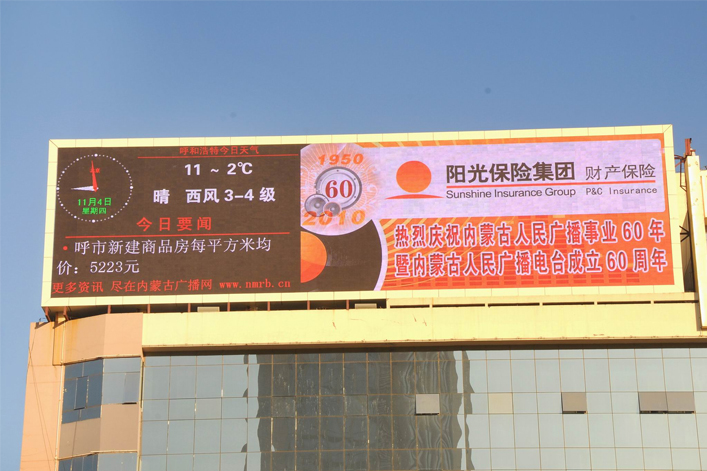 呼和浩特今日天气
11 ~ 2℃
晴 西风 3-4 级
11月4日
星期四
今日要闻
• 呼市新建商品房每平方米均
价：5223元
更多资讯 尽在内蒙古广播网 www.nmrb.cn
1950
60
2010
阳光保险集团 财产保险
Sunshine Insurance Group P&C Insurance
热烈庆祝内蒙古人民广播事业 60 年
暨内蒙古人民广播电台成立 60 周年